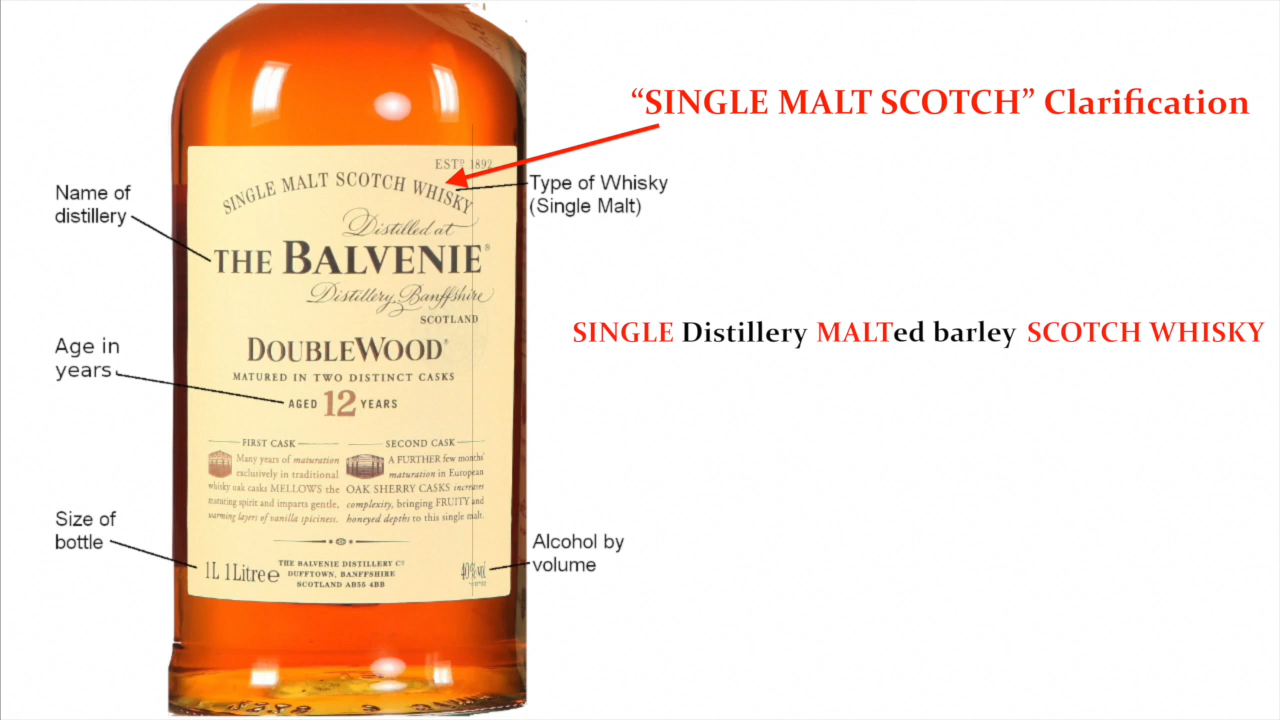 “SINGLE MALT SCOTCH” Clarification
ESTD 1892
SINGLE MALT SCOTCH WHISKY
Type of Whisky
(Single Malt)
Name of
distillery
Distilled at
THE BALVENIE®
Distillery, Banffshire
SCOTLAND
SINGLE Distillery MALTed barley SCOTCH WHISKY
Age in
years
DOUBLEWOOD®
MATURED IN TWO DISTINCT CASKS
AGED 12 YEARS
FIRST CASK
Many years of maturation
exclusively in traditional
whisky oak casks MELLOWS the
maturing spirit and imparts gentle,
warming layers of vanilla spiciness.
SECOND CASK
A FURTHER few months'
maturation in European
OAK SHERRY CASKS increases
complexity, bringing FRUITY and
honeyed depths to this single malt.
Size of
bottle
1L 1Litre℮
THE BALVENIE DISTILLERY CO
DUFFTOWN, BANFFSHIRE
SCOTLAND AB55 4BB
40%vol
Alcohol by
volume